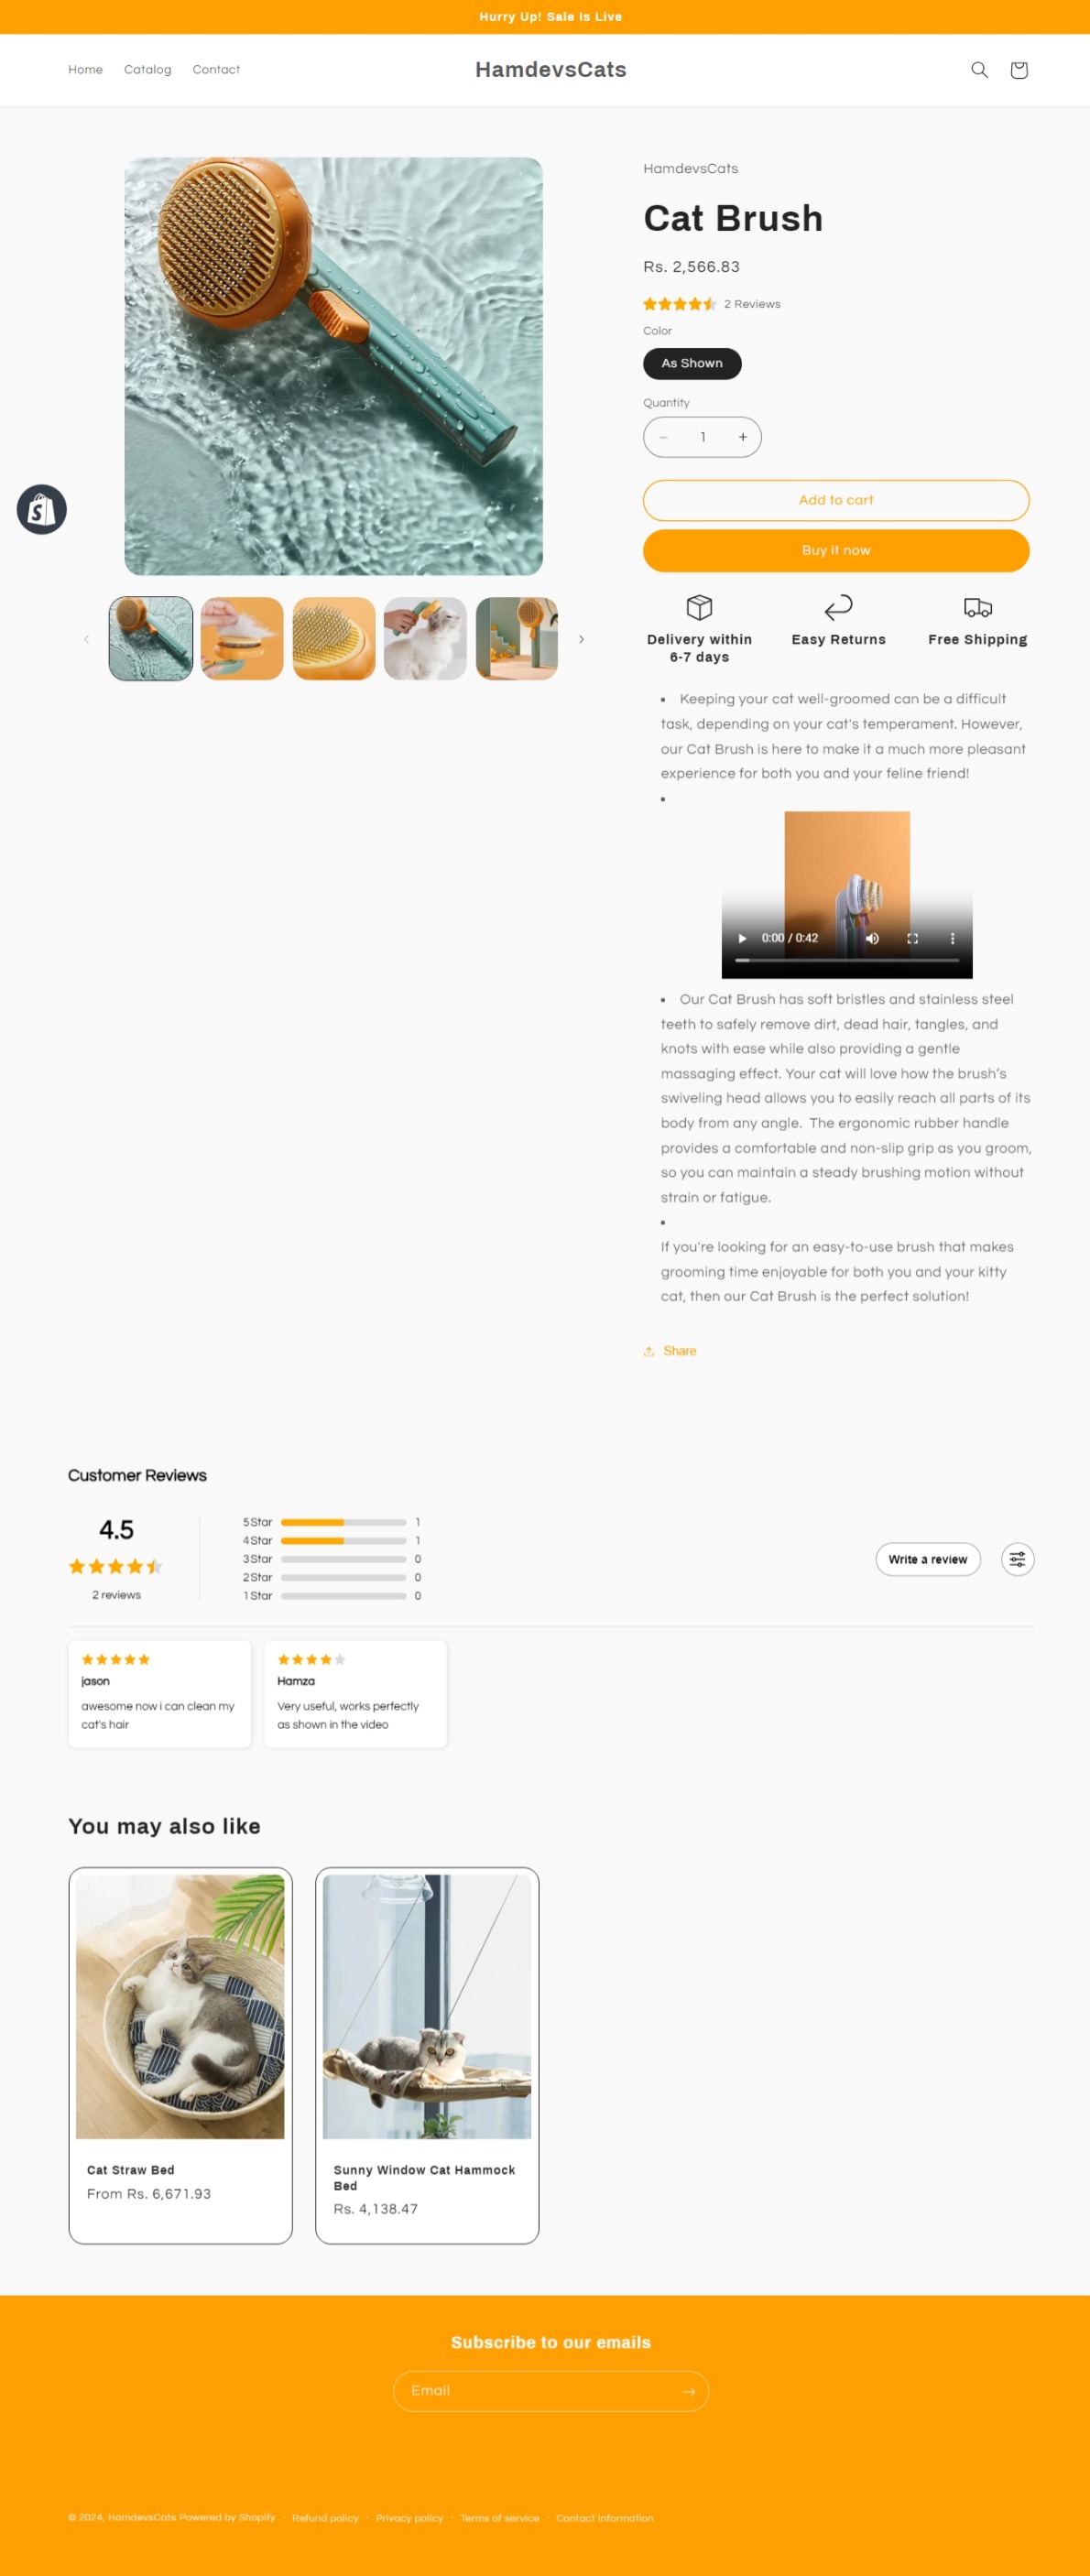 Hurry Up! Sale Is Live
Home Catalog Contact
HamdevsCats
HamdevsCats
Cat Brush
Rs. 2,566.83
2 Reviews
Color
As Shown
Quantity
− 1 +
Add to cart
Buy it now
Delivery within
6-7 days
Easy Returns
Free Shipping
• Keeping your cat well-groomed can be a difficult
task, depending on your cat's temperament. However,
our Cat Brush is here to make it a much more pleasant
experience for both you and your feline friend!
•
0:00 / 0:42
• Our Cat Brush has soft bristles and stainless steel
teeth to safely remove dirt, dead hair, tangles, and
knots with ease while also providing a gentle
massaging effect. Your cat will love how the brush's
swiveling head allows you to easily reach all parts of its
body from any angle. The ergonomic rubber handle
provides a comfortable and non-slip grip as you groom,
so you can maintain a steady brushing motion without
strain or fatigue.
•
If you're looking for an easy-to-use brush that makes
grooming time enjoyable for both you and your kitty
cat, then our Cat Brush is the perfect solution!
Share
Customer Reviews
4.5
2 reviews
5 Star 1
4 Star 1
3 Star 0
2 Star 0
1 Star 0
Write a review
jason
awesome now i can clean my
cat's hair
Hamza
Very useful, works perfectly
as shown in the video
You may also like
Cat Straw Bed
From Rs. 6,671.93
Sunny Window Cat Hammock
Bed
Rs. 4,138.47
Subscribe to our emails
Email
© 2024, HamdevsCats Powered by Shopify · Refund policy · Privacy policy · Terms of service · Contact information